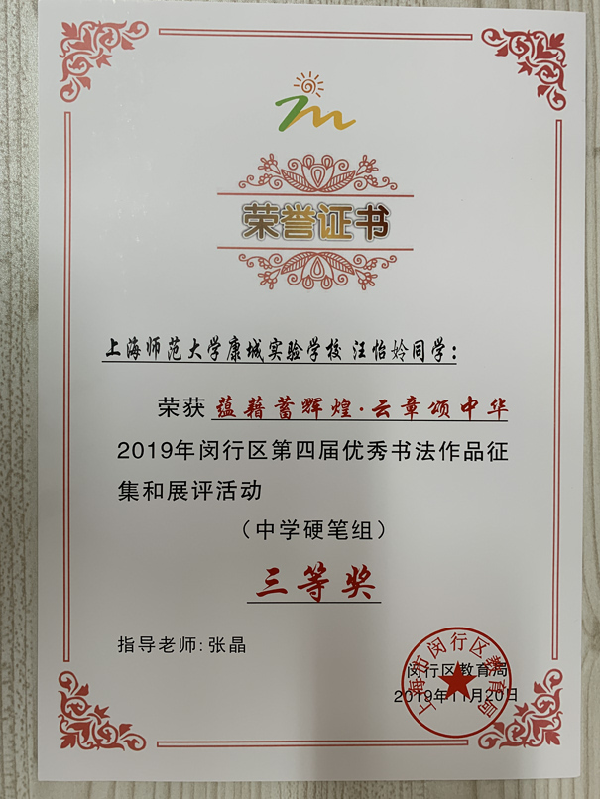 荣誉证书
上海师范大学康城实验学校 汪怡姈同学：
荣获 蕴藉蓄辉煌·云章颂中华
2019年闵行区第四届优秀书法作品征
集和展评活动
（中学硬笔组）
三等奖
指导老师：张晶
上海市闵行区教育局
闵行区教育局
2019年11月20日